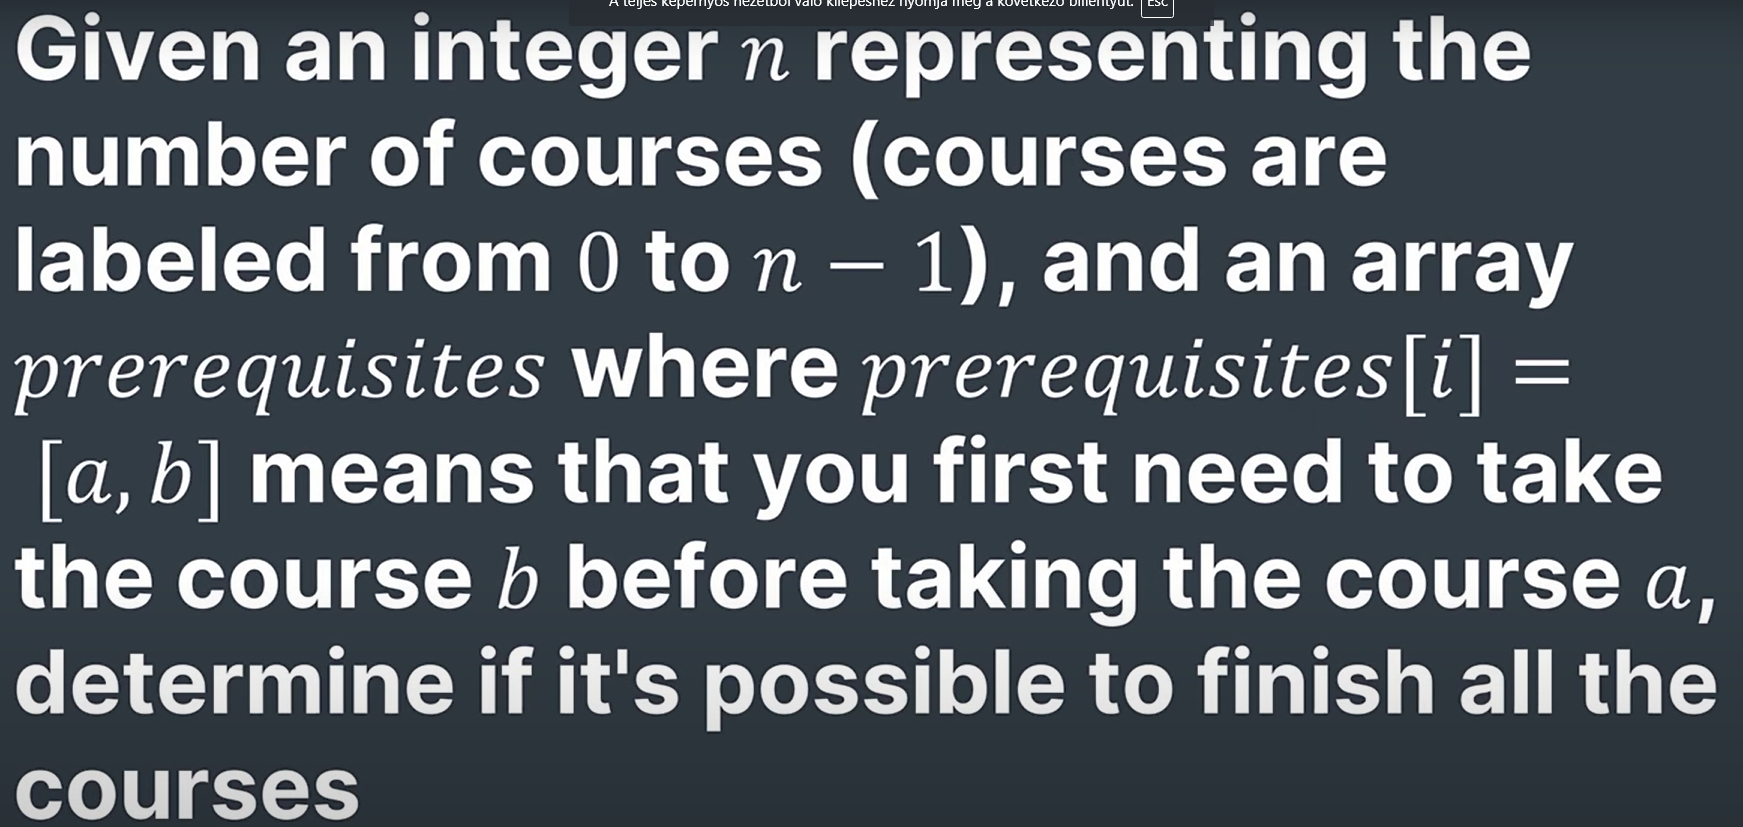 A teljes képernyős nézetből való kilépéshez nyomja meg a következő billentyűt: Esc
Given an integer n representing the
number of courses (courses are
labeled from 0 to n − 1), and an array
prerequisites where prerequisites[i] =
[a, b] means that you first need to take
the course b before taking the course a,
determine if it's possible to finish all the
courses